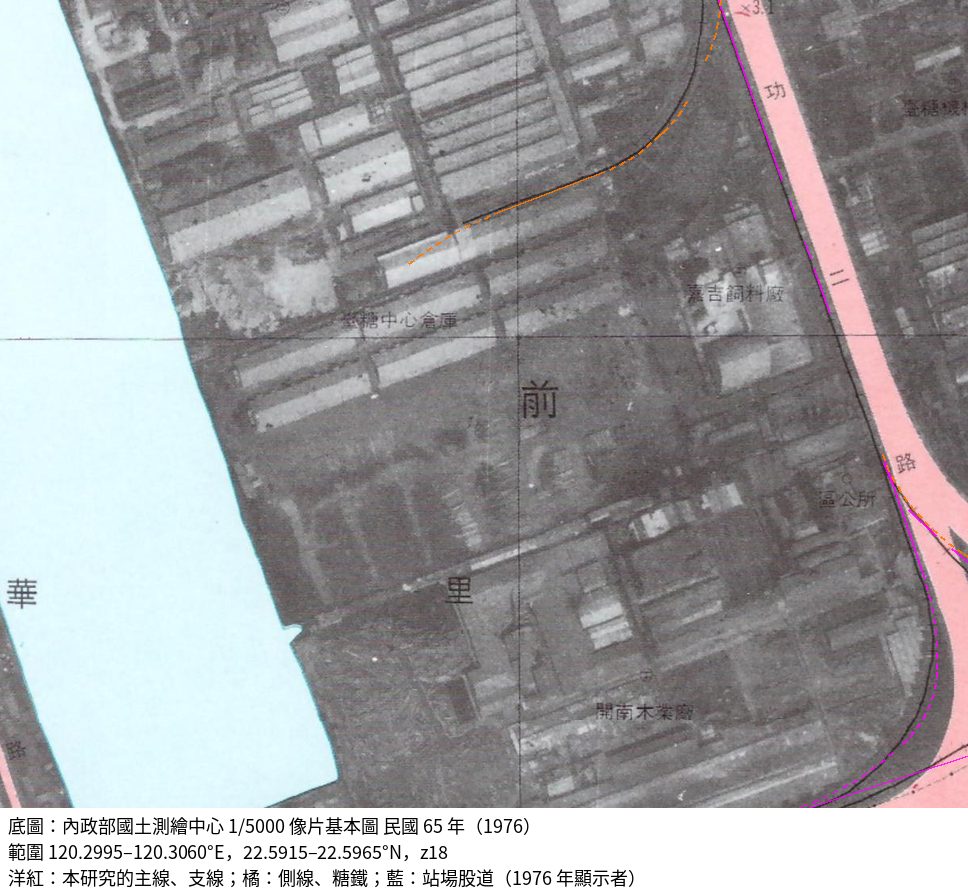 ×3.1
功
臺糖機
二
嘉吉飼料廠
臺糖中心倉庫
前
路
區公所
華
里
開南木業廠
路
底圖：內政部國土測繪中心 1/5000 像片基本圖 民國 65 年（1976）
範圍 120.2995–120.3060°E，22.5915–22.5965°N，z18
洋紅：本研究的主線、支線；橘：側線、糖鐵；藍：站場股道（1976 年顯示者）